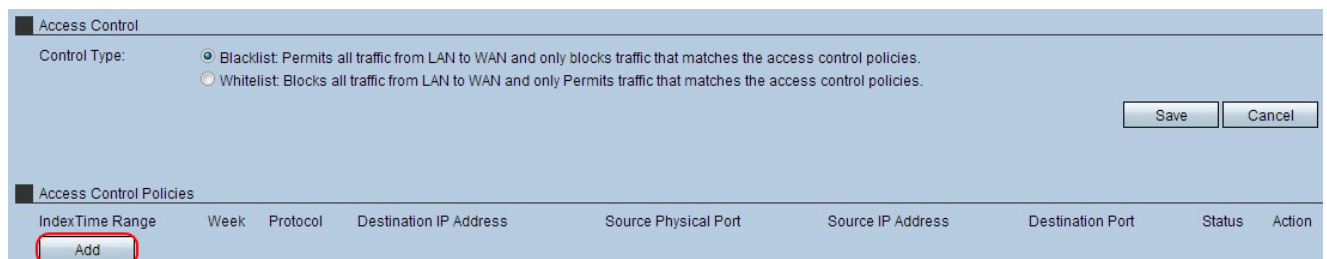 Access Control
Control Type: Blacklist: Permits all traffic from LAN to WAN and only blocks traffic that matches the access control policies.
Whitelist: Blocks all traffic from LAN to WAN and only Permits traffic that matches the access control policies.
Save Cancel
Access Control Policies
IndexTime Range Week Protocol Destination IP Address Source Physical Port Source IP Address Destination Port Status Action
Add